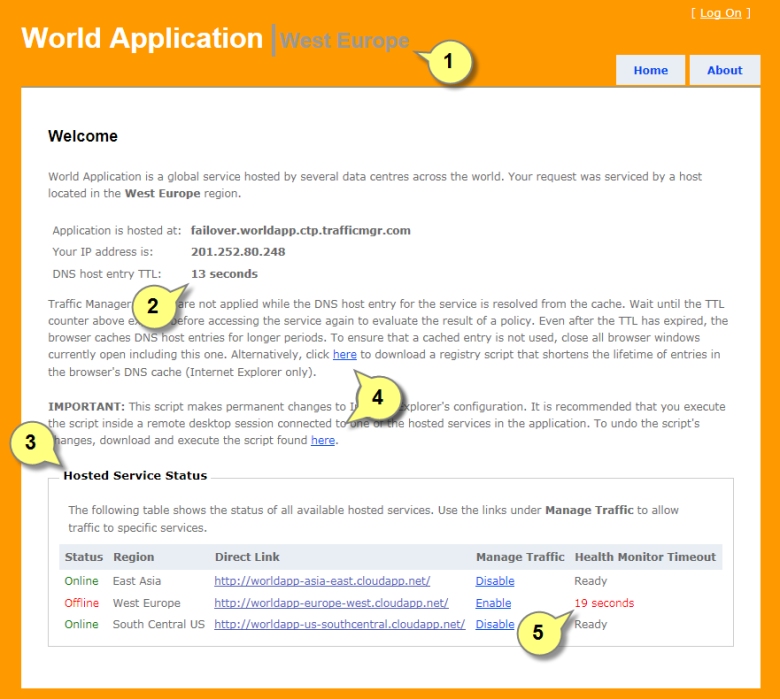 [ Log On ]
World Application | West Europe
1
Home About
Welcome
World Application is a global service hosted by several data centres across the world. Your request was serviced by a host
located in the West Europe region.
Application is hosted at: failover.worldapp.ctp.trafficmgr.com
Your IP address is: 201.252.80.248
DNS host entry TTL: 13 seconds
2
Traffic Manager are not applied while the DNS host entry for the service is resolved from the cache. Wait until the TTL
counter above before accessing the service again to evaluate the result of a policy. Even after the TTL has expired, the
browser caches DNS host entries for longer periods. To ensure that a cached entry is not used, close all browser windows
currently open including this one. Alternatively, click here to download a registry script that shortens the lifetime of entries in
the browser's DNS cache (Internet Explorer only).
4
IMPORTANT: This script makes permanent changes to Explorer's configuration. It is recommended that you execute
the script inside a remote desktop session connected to one of the hosted services in the application. To undo the script's
changes, download and execute the script found here.
3
Hosted Service Status
The following table shows the status of all available hosted services. Use the links under Manage Traffic to allow
traffic to specific services.
Status Region Direct Link Manage Traffic Health Monitor Timeout
Online East Asia http://worldapp-asia-east.cloudapp.net/ Disable Ready
Offline West Europe http://worldapp-europe-west.cloudapp.net/ Enable 19 seconds
Online South Central US http://worldapp-us-southcentral.cloudapp.net/ Disable Ready
5